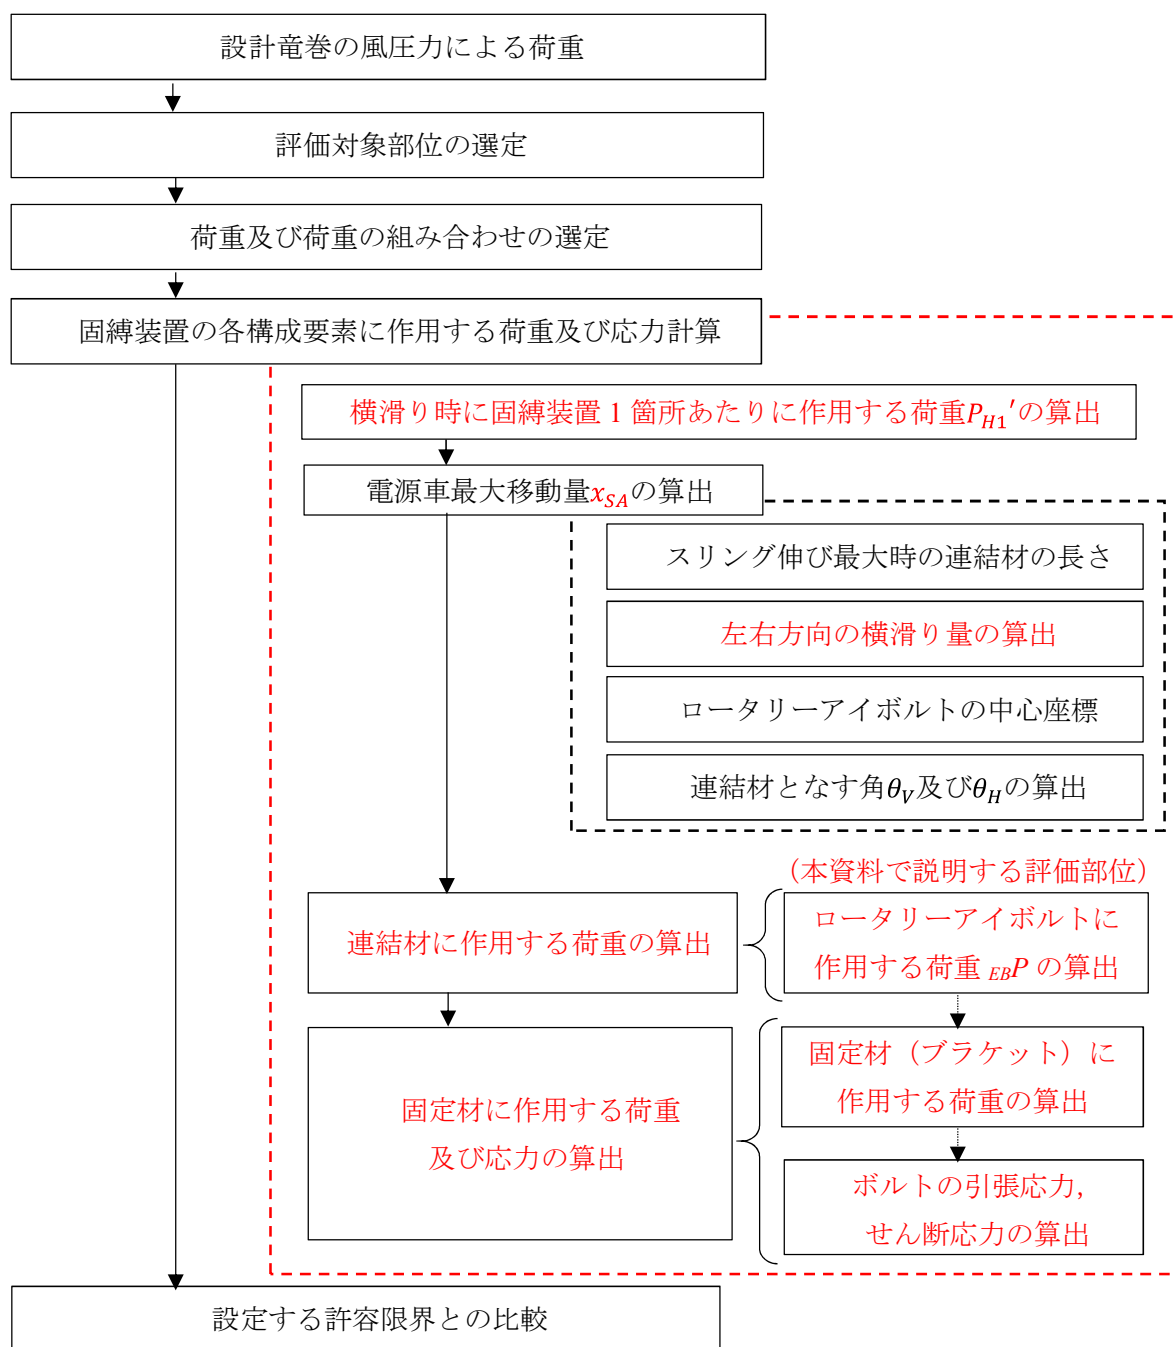 設計竜巻の風圧力による荷重
評価対象部位の選定
荷重及び荷重の組み合わせの選定
固縛装置の各構成要素に作用する荷重及び応力計算
横滑り時に固縛装置1箇所あたりに作用する荷重P_{H1}′の算出
電源車最大移動量x_{SA}の算出
スリング伸び最大時の連結材の長さ
左右方向の横滑り量の算出
ロータリーアイボルトの中心座標
連結材となす角θ_V及びθ_Hの算出
（本資料で説明する評価部位）
連結材に作用する荷重の算出
ロータリーアイボルトに
作用する荷重 _{EB}P の算出
固定材に作用する荷重
及び応力の算出
固定材（ブラケット）に
作用する荷重の算出
ボルトの引張応力，
せん断応力の算出
設定する許容限界との比較